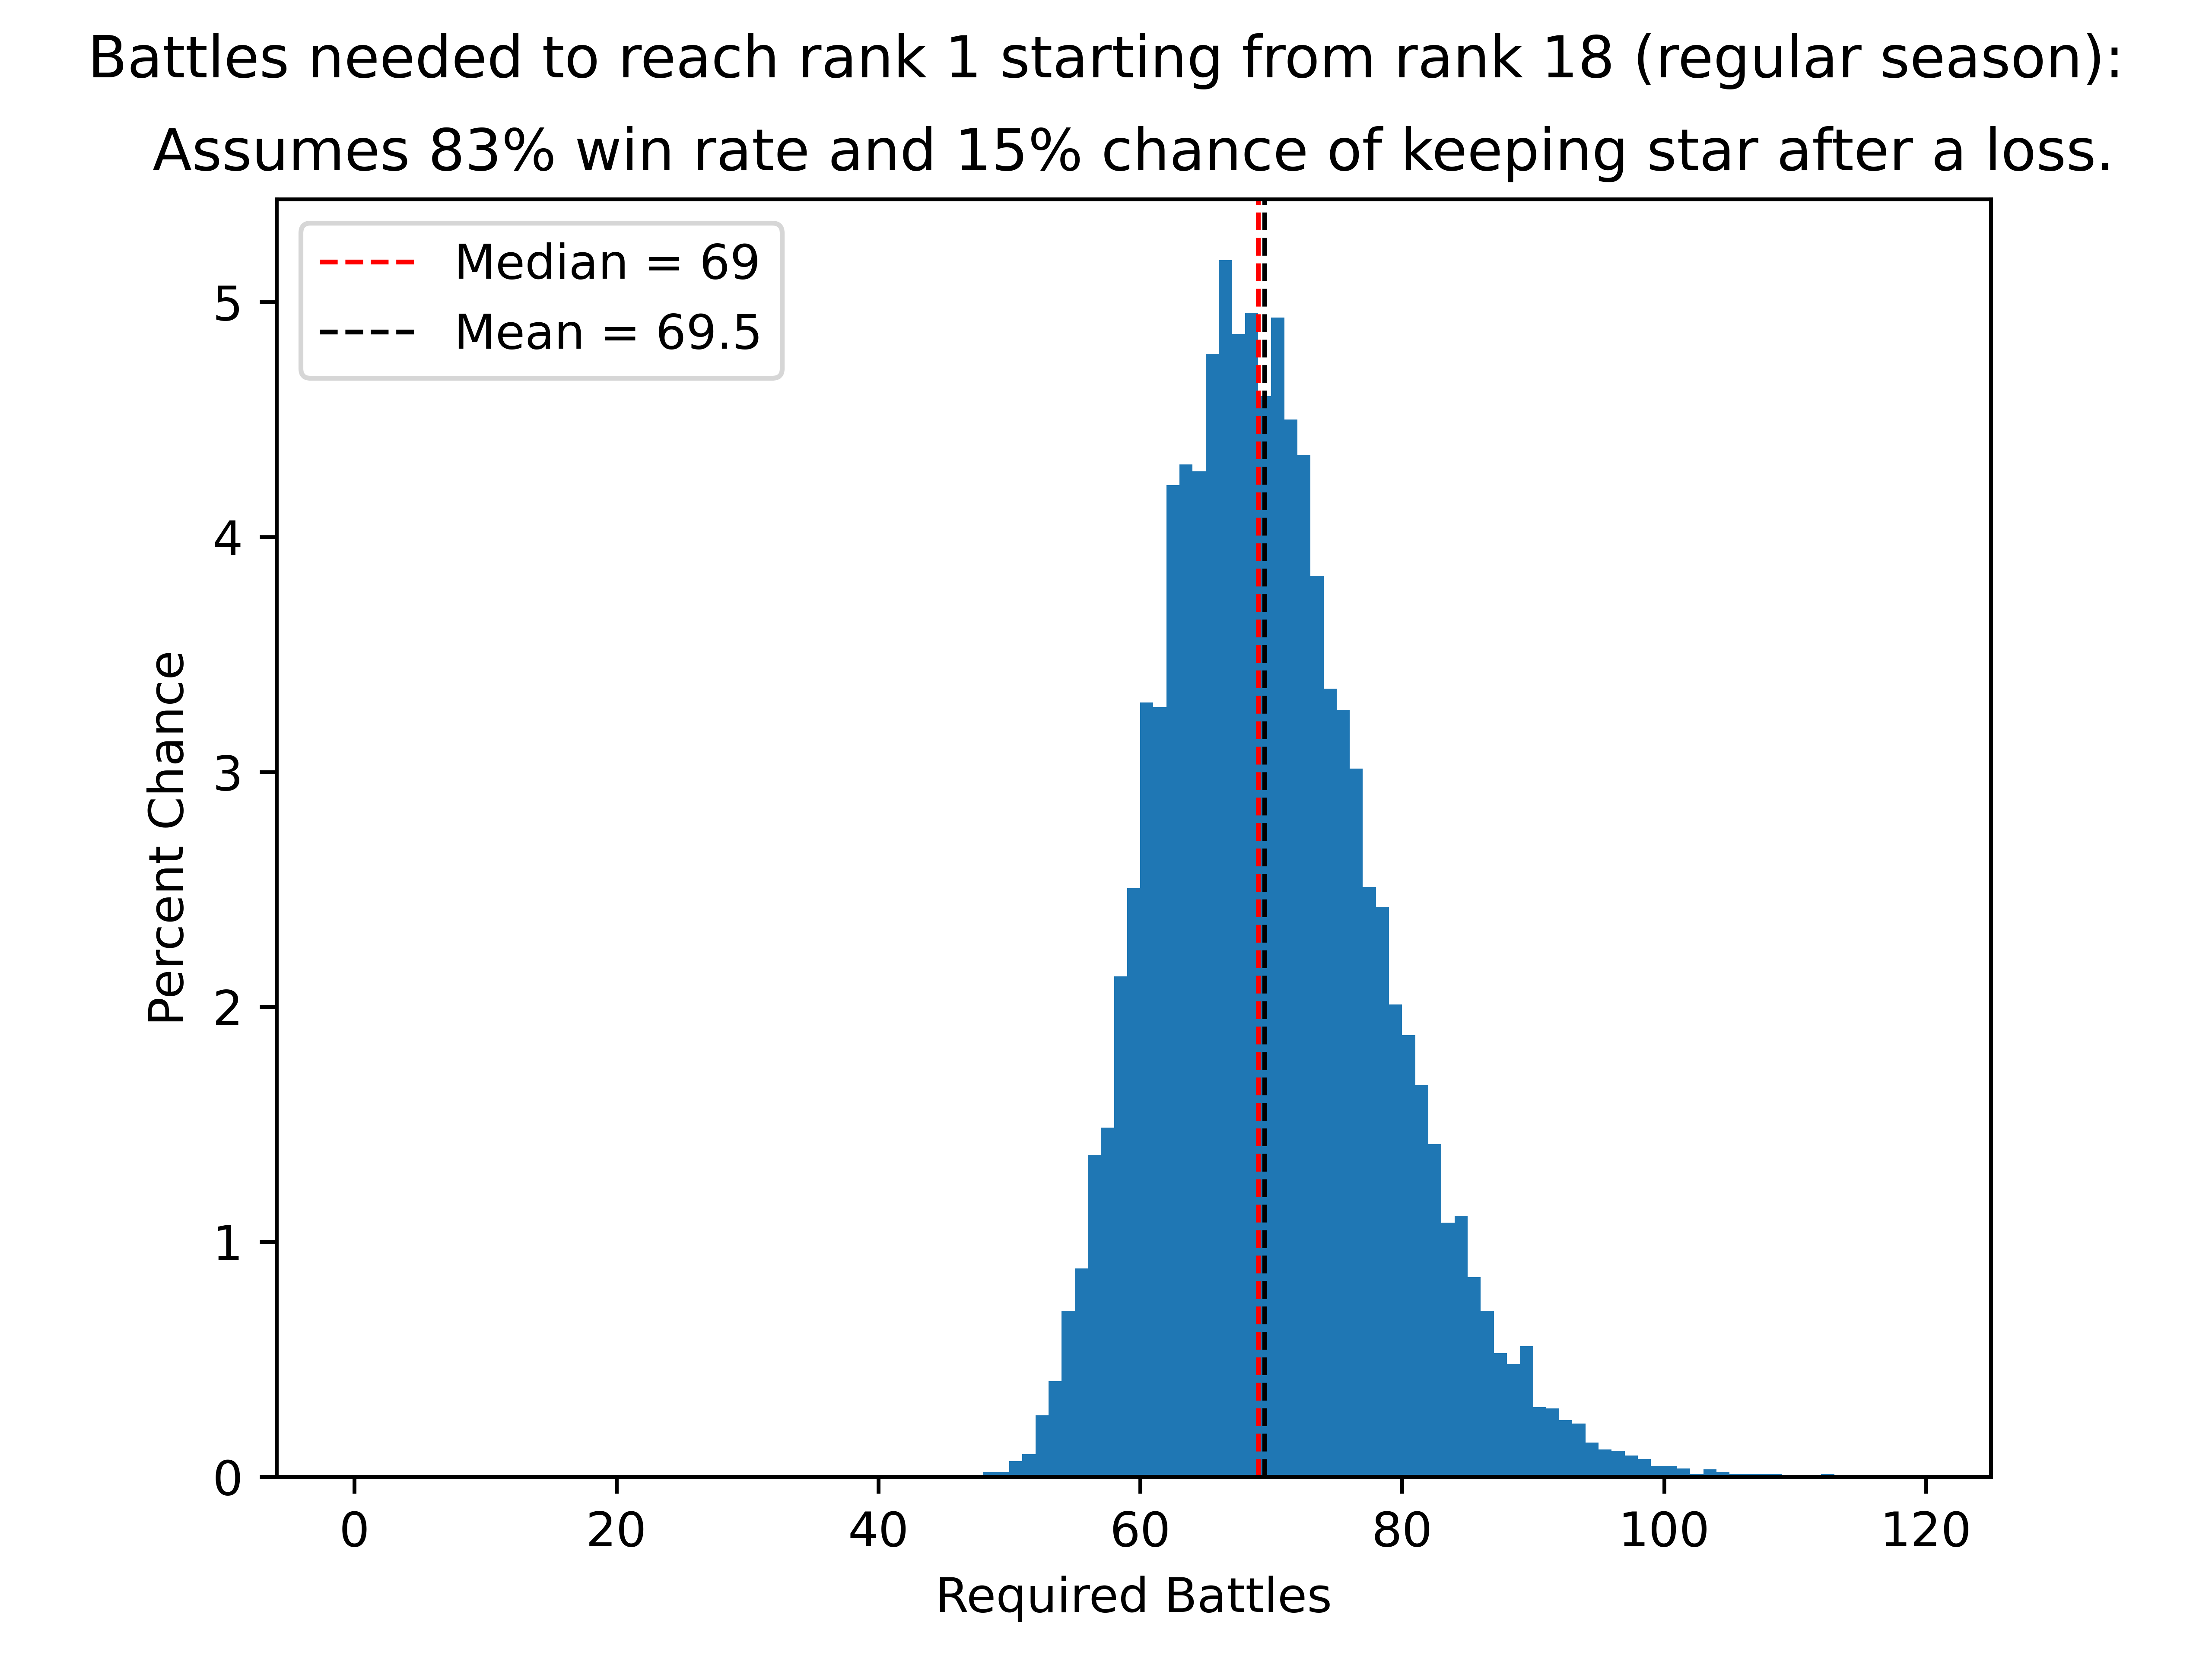 Battles needed to reach rank 1 starting from rank 18 (regular season):
Assumes 83% win rate and 15% chance of keeping star after a loss.
Median = 69
Mean = 69.5
5
4
3
2
1
0
Percent Chance
0 20 40 60 80 100 120
Required Battles